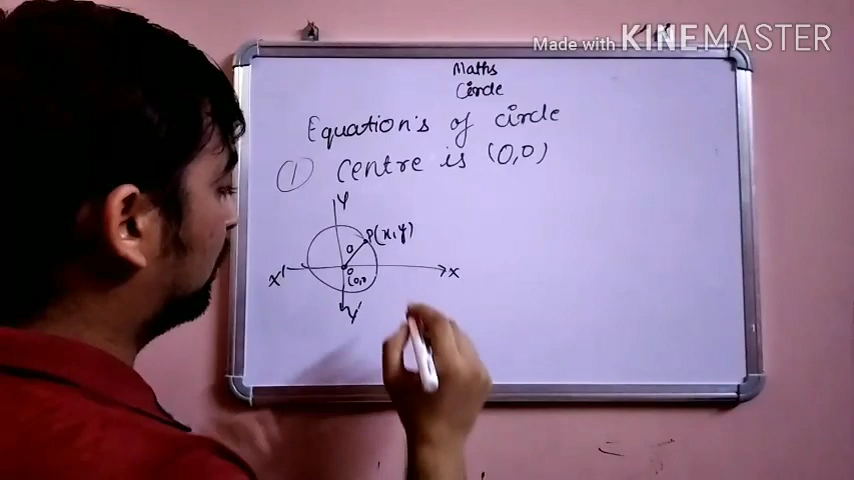 Made with KINEMASTER
Maths
Circle
Equation's of circle
① Centre is (0,0)
Y
P(x,y)
a
X' X
O
(0,0
Y'